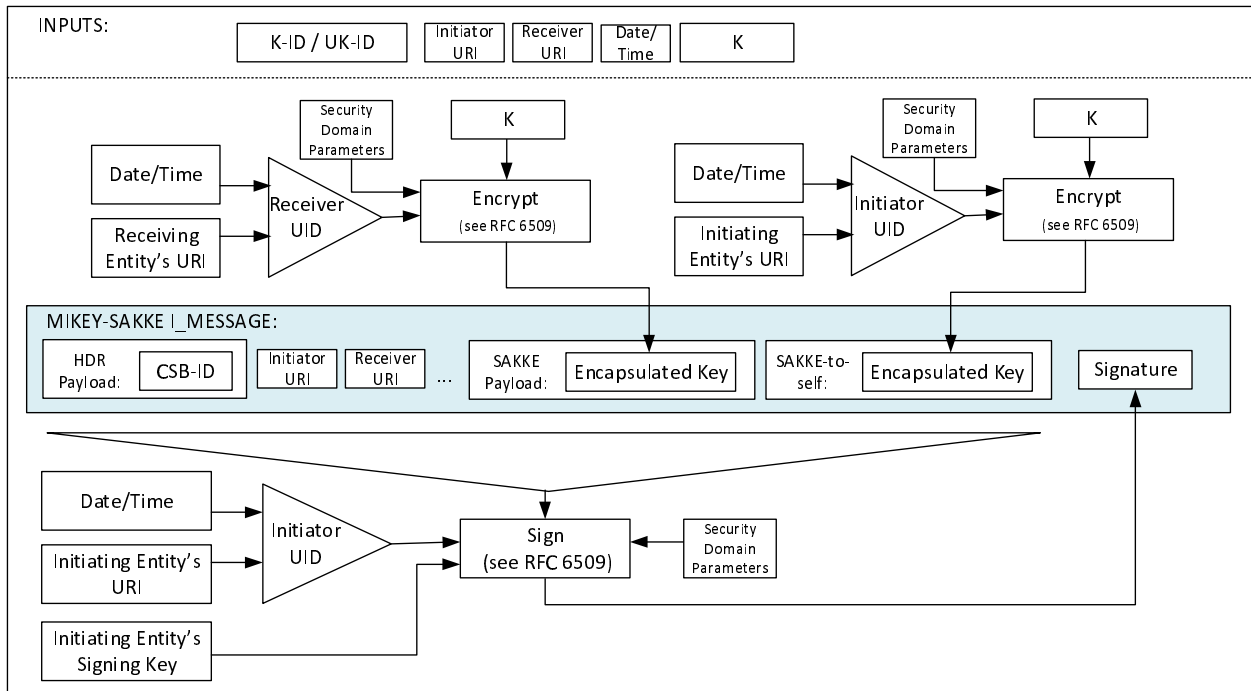 INPUTS:
K-ID / UK-ID
Initiator
URI
Receiver
URI
Date/
Time
K
Security
Domain
Parameters
K
Date/Time
Receiver
UID
Encrypt
(see RFC 6509)
Receiving
Entity's URI
Security
Domain
Parameters
K
Date/Time
Initiator
UID
Encrypt
(see RFC 6509)
Initiating
Entity's URI
MIKEY-SAKKE I_MESSAGE:
HDR
Payload:
CSB-ID
Initiator
URI
Receiver
URI
...
SAKKE
Payload:
Encapsulated Key
SAKKE-to-
self:
Encapsulated Key
Signature
Date/Time
Initiator
UID
Initiating Entity's
URI
Sign
(see RFC 6509)
Security
Domain
Parameters
Initiating Entity's
Signing Key